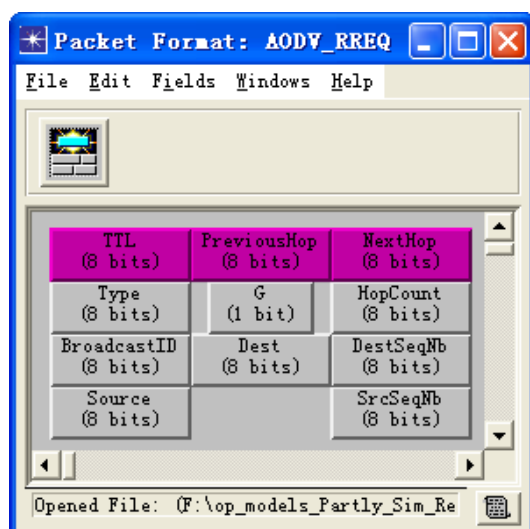 Packet Format: AODV_RREQ
File Edit Fields Windows Help
TTL PreviousHop NextHop
(8 bits) (8 bits) (8 bits)
Type G HopCount
(8 bits) (1 bit) (8 bits)
BroadcastID Dest DestSeqNb
(8 bits) (8 bits) (8 bits)
Source SrcSeqNb
(8 bits) (8 bits)
Opened File: (F:\op_models_Partly_Sim_Re